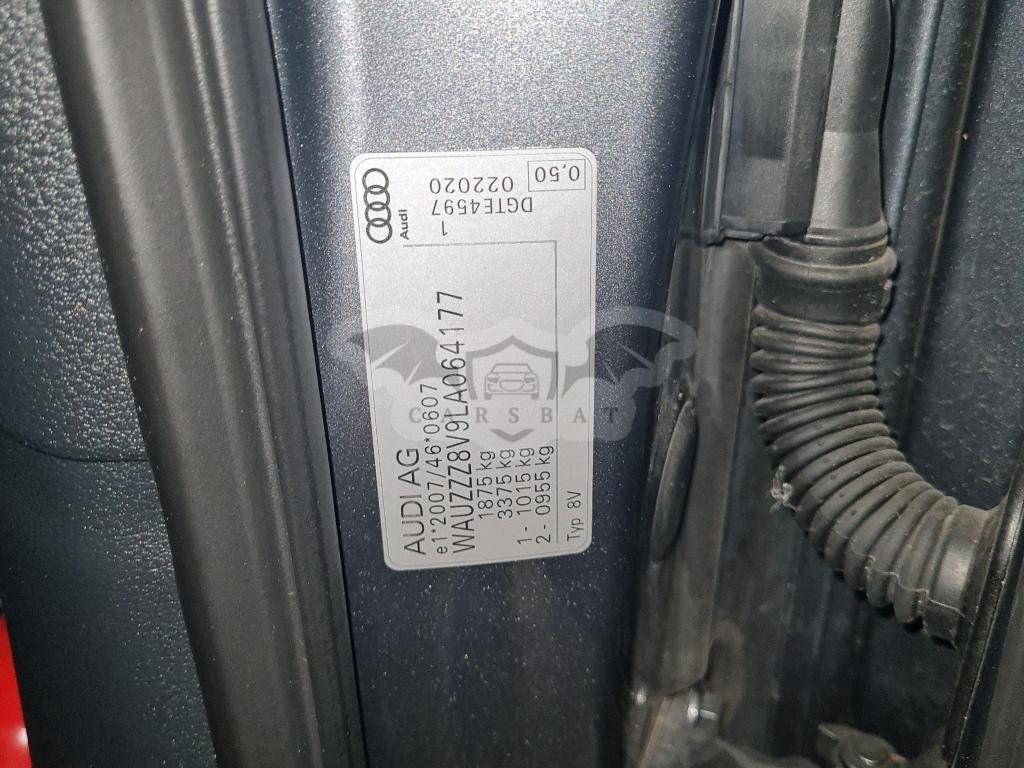 AUDI AG
e1*2007/46*0607
WAUZZZ8V9LA064177
1875 kg
3375 kg
1 - 1015 kg
2 - 0955 kg
Typ 8V
Audi
DGTE4597
022020
0,50
CARSBAT